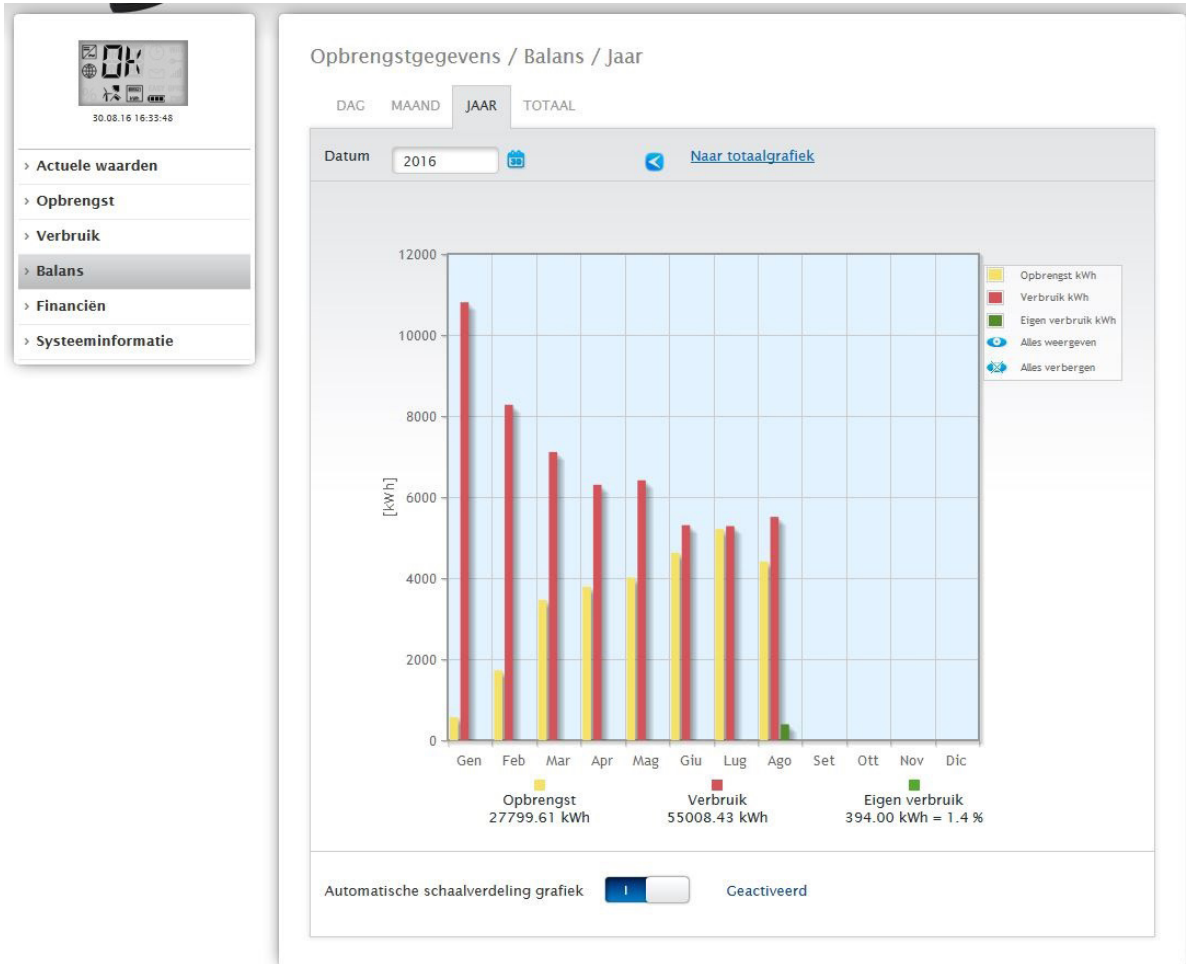 OK
30.08.16 16:33:48
› Actuele waarden
› Opbrengst
› Verbruik
› Balans
› Financiën
› Systeeminformatie
Opbrengstgegevens / Balans / Jaar
DAG MAAND JAAR TOTAAL
Datum 2016 Naar totaalgrafiek
12000
10000
8000
6000
4000
2000
0
[kWh]
Opbrengst kWh
Verbruik kWh
Eigen verbruik kWh
Alles weergeven
Alles verbergen
Gen Feb Mar Apr Mag Giu Lug Ago Set Ott Nov Dic
Opbrengst Verbruik Eigen verbruik
27799.61 kWh 55008.43 kWh 394.00 kWh = 1.4 %
Automatische schaalverdeling grafiek I Geactiveerd